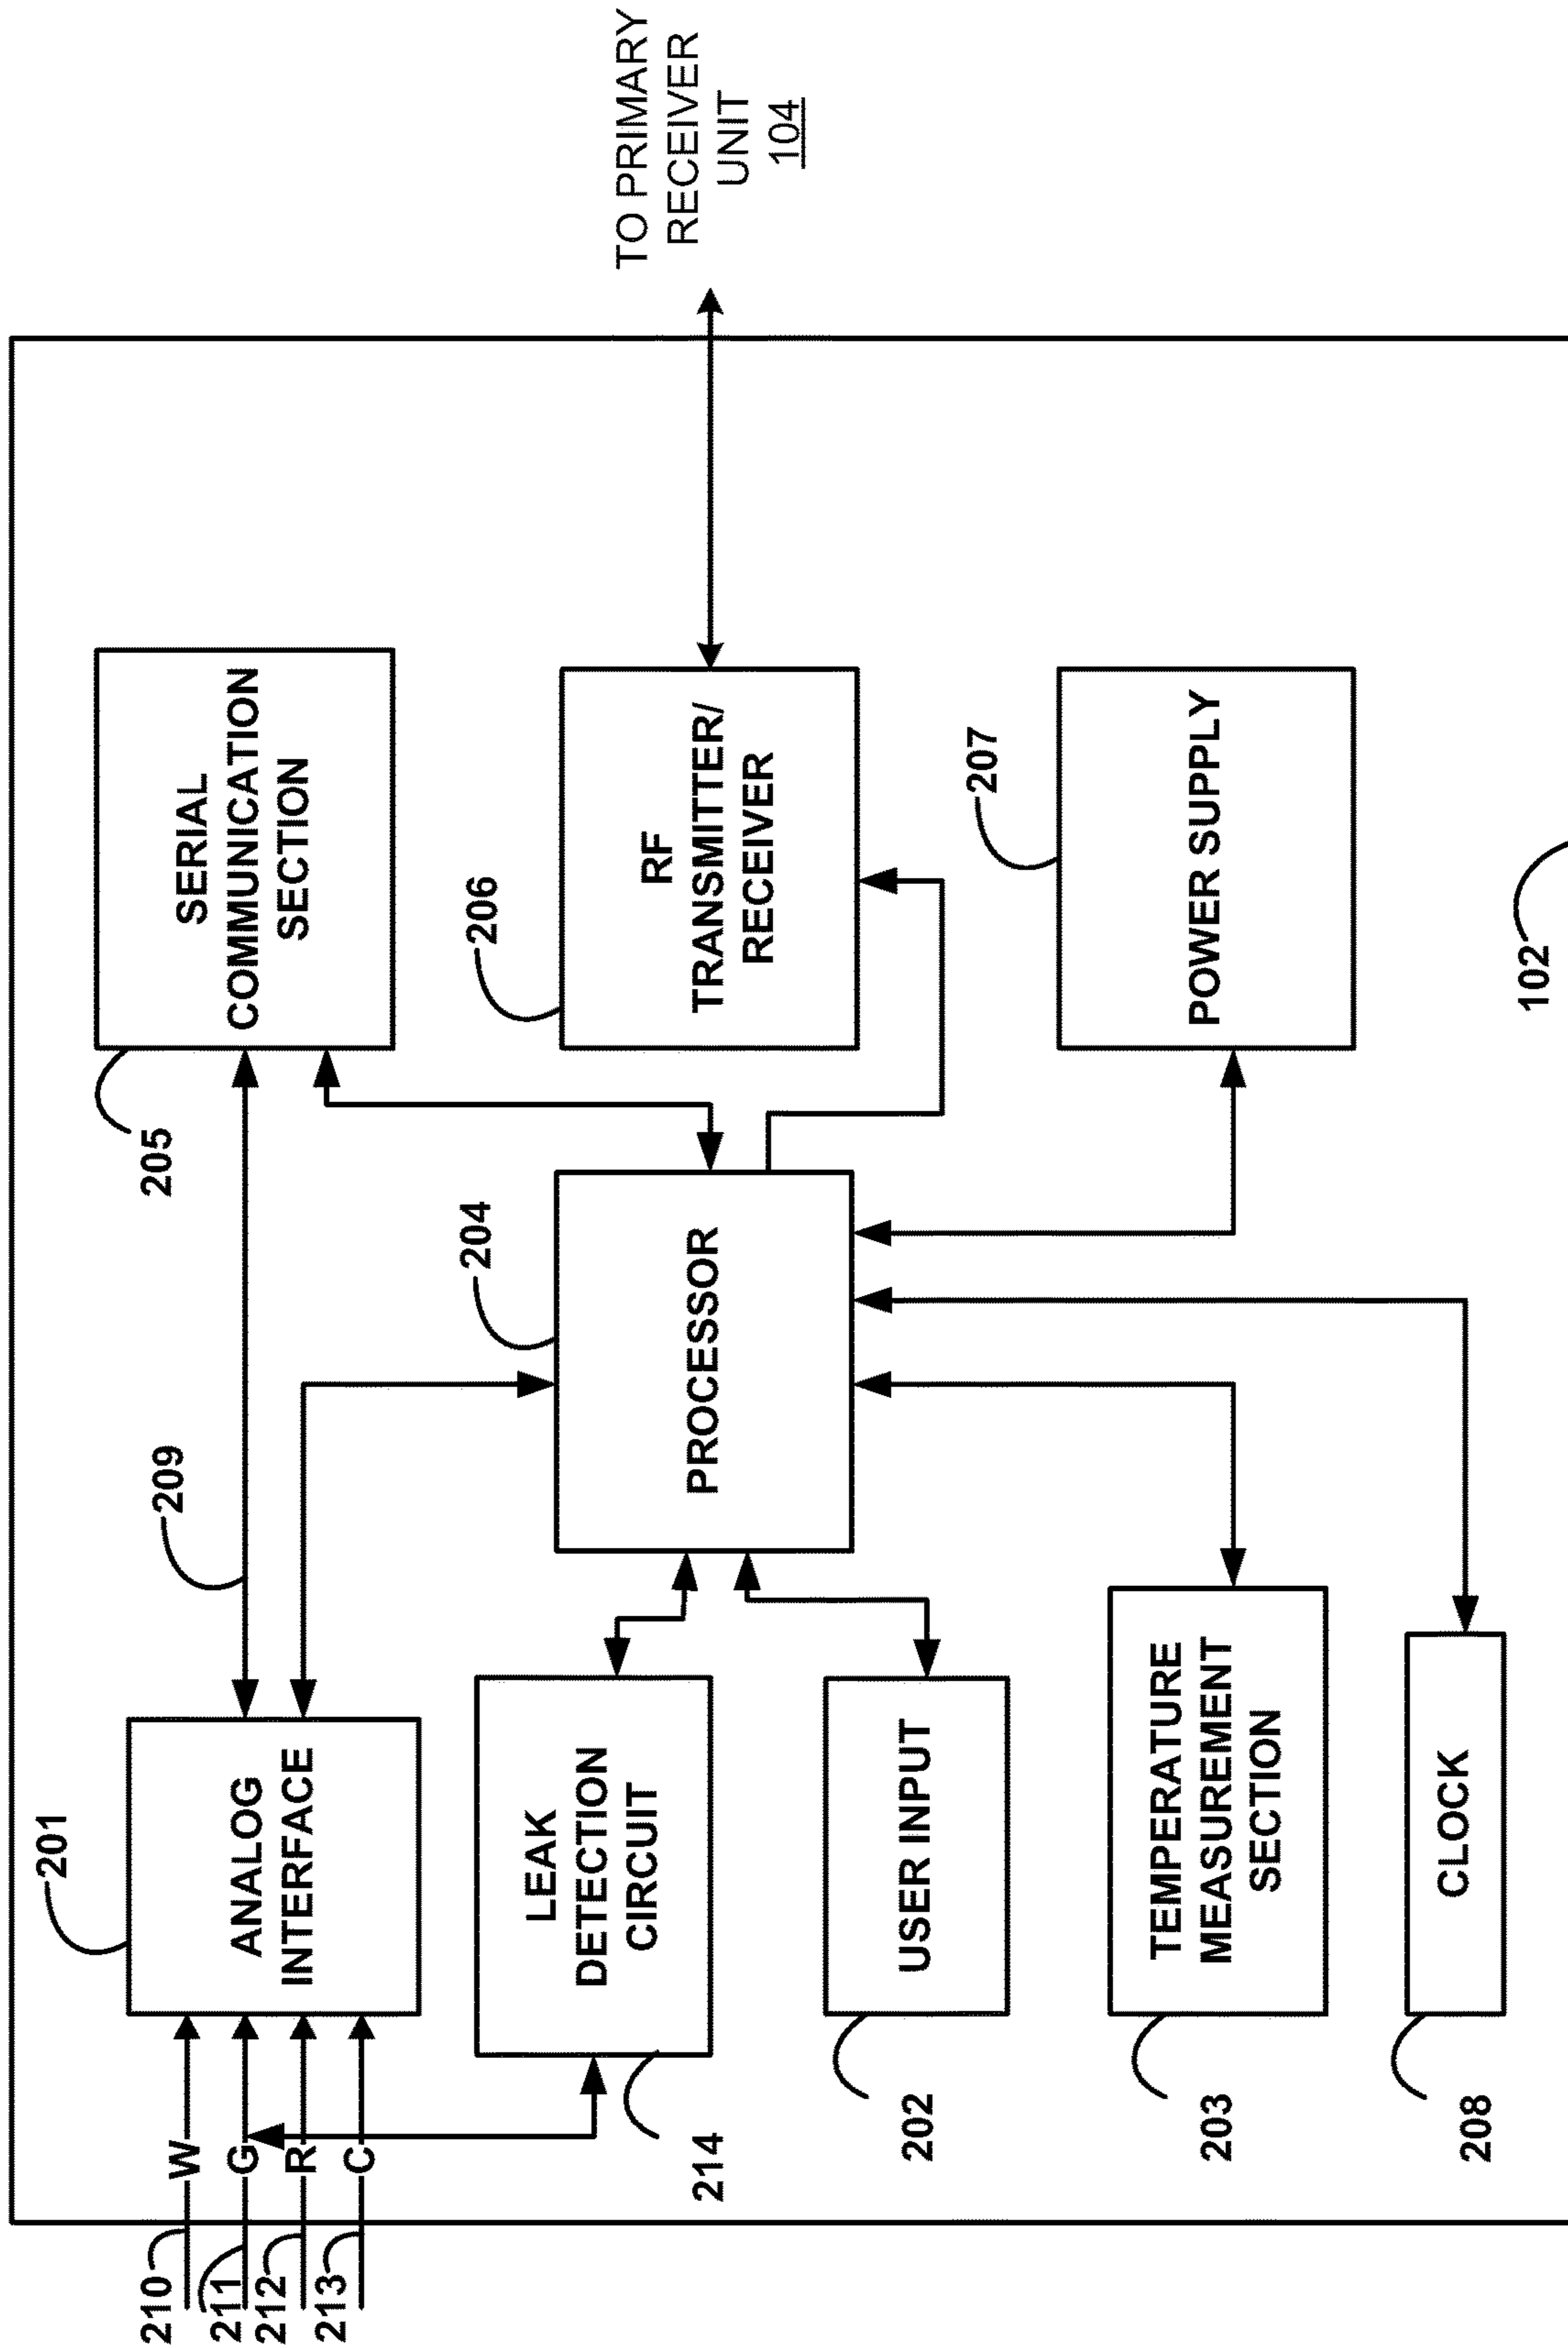 210
W
211
G
212
R
213
C
201
ANALOG
INTERFACE
209
205
SERIAL
COMMUNICATION
SECTION
214
LEAK
DETECTION
CIRCUIT
204
PROCESSOR
206
RF
TRANSMITTER/
RECEIVER
TO PRIMARY
RECEIVER
UNIT
104
202
USER INPUT
203
TEMPERATURE
MEASUREMENT
SECTION
207
POWER SUPPLY
208
CLOCK
102